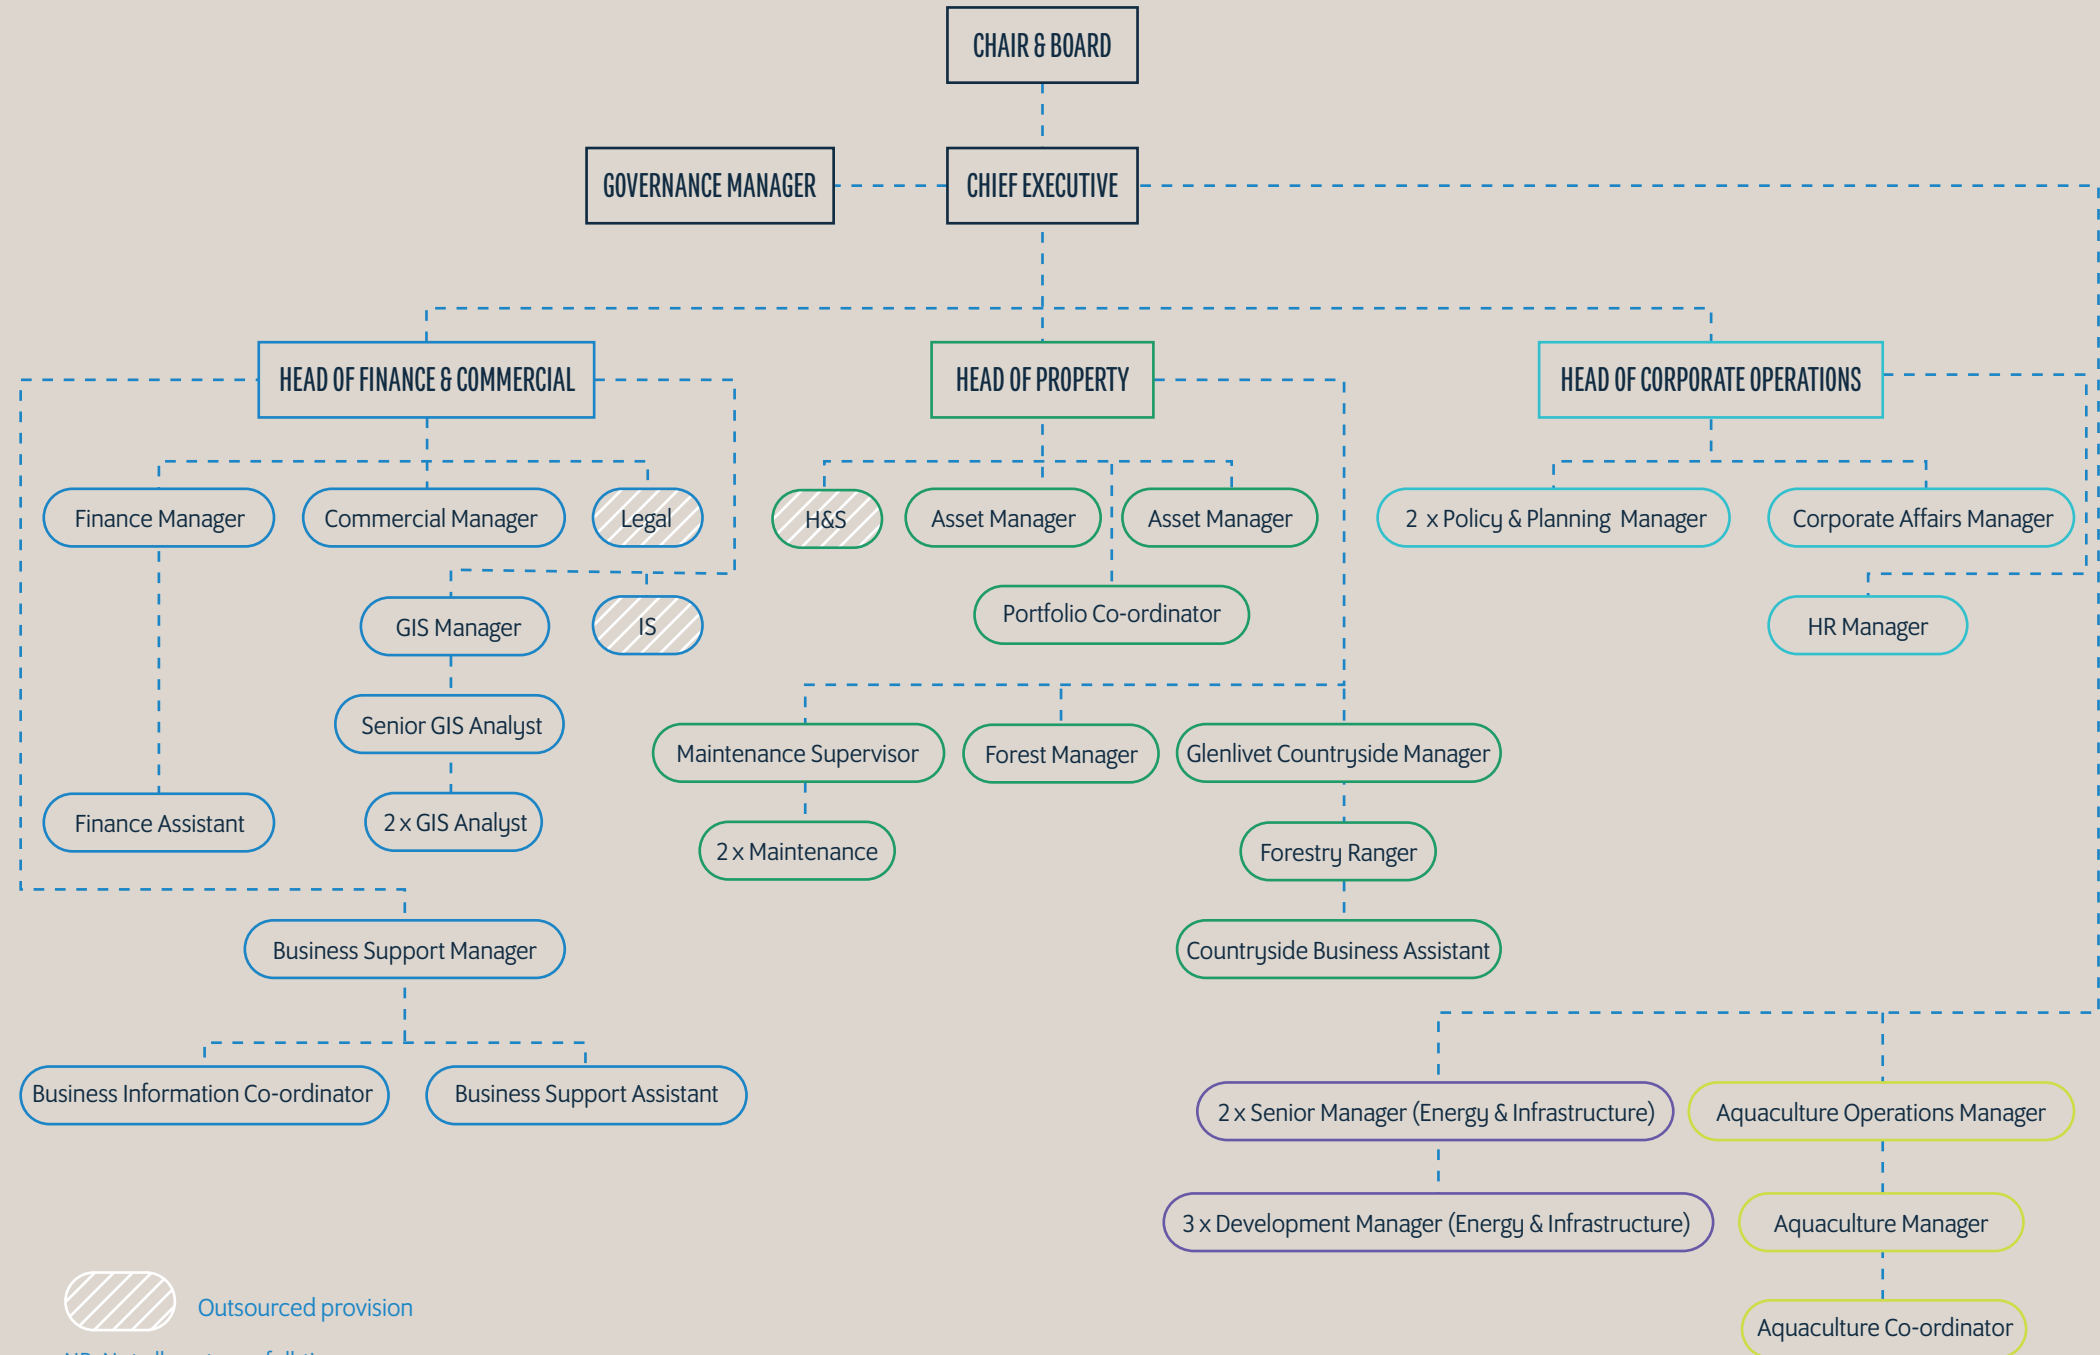 CHAIR & BOARD
GOVERNANCE MANAGER
CHIEF EXECUTIVE
HEAD OF FINANCE & COMMERCIAL
HEAD OF PROPERTY
HEAD OF CORPORATE OPERATIONS
Finance Manager
Commercial Manager
Legal
H&S
Asset Manager
Asset Manager
2 x Policy & Planning Manager
Corporate Affairs Manager
Portfolio Co-ordinator
GIS Manager
IS
HR Manager
Senior GIS Analyst
Maintenance Supervisor
Forest Manager
Glenlivet Countryside Manager
Finance Assistant
2 x GIS Analyst
2 x Maintenance
Forestry Ranger
Business Support Manager
Countryside Business Assistant
Business Information Co-ordinator
Business Support Assistant
2 x Senior Manager (Energy & Infrastructure)
Aquaculture Operations Manager
3 x Development Manager (Energy & Infrastructure)
Aquaculture Manager
Outsourced provision
Aquaculture Co-ordinator